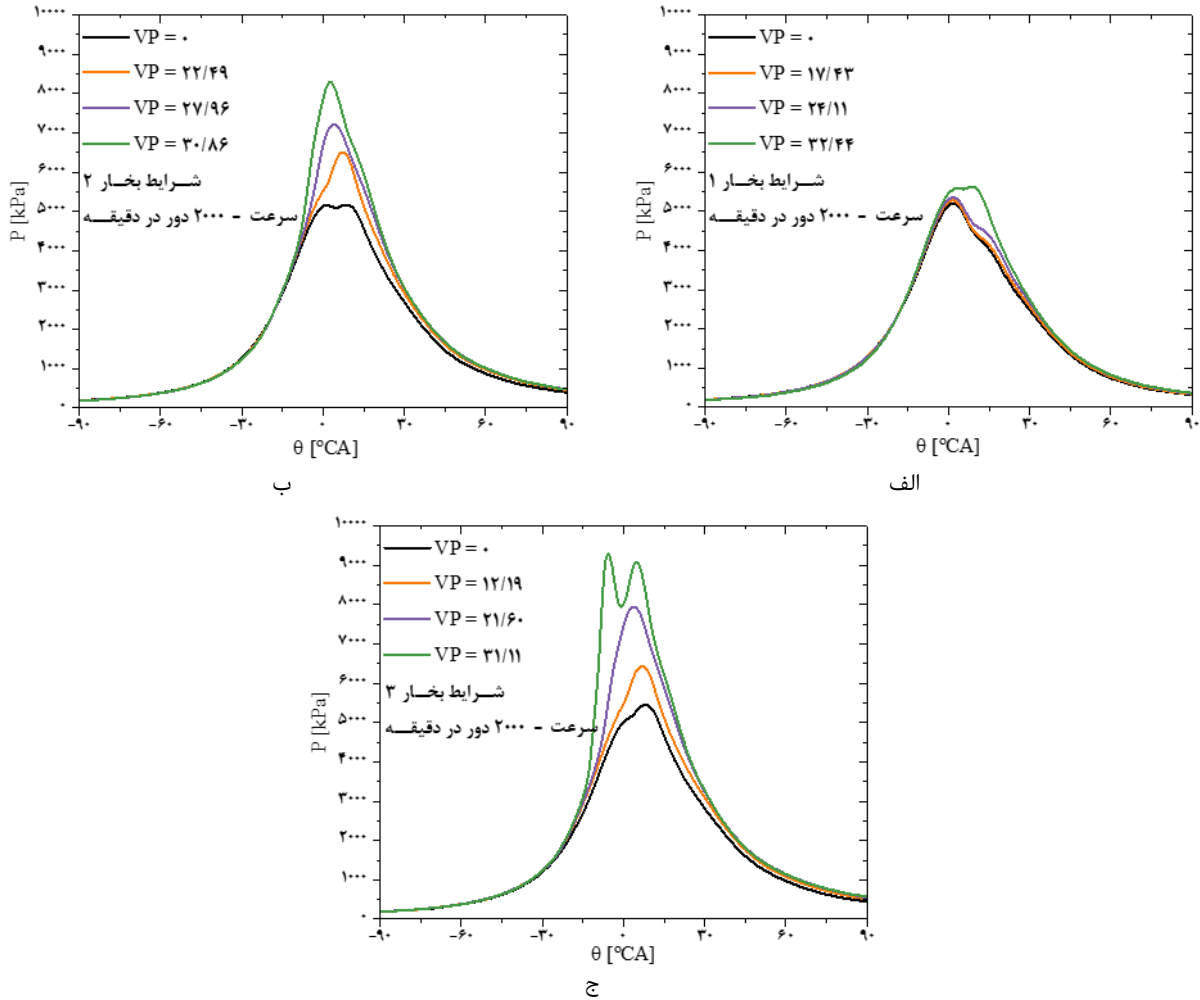 ۱۰۰۰۰
۹۰۰۰
۸۰۰۰
۷۰۰۰
۶۰۰۰
۵۰۰۰
۴۰۰۰
۳۰۰۰
۲۰۰۰
۱۰۰۰
۰
P [kPa]
VP = ۰
VP = ۱۷/۴۳
VP = ۲۴/۱۱
VP = ۳۲/۴۴
شرایط بخار ۱
سرعت - ۲۰۰۰ دور در دقیقه
-۹۰ -۶۰ -۳۰ ۰ ۳۰ ۶۰ ۹۰
θ [°CA]
الف
۱۰۰۰۰
۹۰۰۰
۸۰۰۰
۷۰۰۰
۶۰۰۰
۵۰۰۰
۴۰۰۰
۳۰۰۰
۲۰۰۰
۱۰۰۰
۰
P [kPa]
VP = ۰
VP = ۲۲/۴۹
VP = ۲۷/۹۶
VP = ۳۰/۸۶
شرایط بخار ۲
سرعت - ۲۰۰۰ دور در دقیقه
-۹۰ -۶۰ -۳۰ ۰ ۳۰ ۶۰ ۹۰
θ [°CA]
ب
۱۰۰۰۰
۹۰۰۰
۸۰۰۰
۷۰۰۰
۶۰۰۰
۵۰۰۰
۴۰۰۰
۳۰۰۰
۲۰۰۰
۱۰۰۰
۰
P [kPa]
VP = ۰
VP = ۱۲/۱۹
VP = ۲۱/۶۰
VP = ۳۱/۱۱
شرایط بخار ۳
سرعت - ۲۰۰۰ دور در دقیقه
-۹۰ -۶۰ -۳۰ ۰ ۳۰ ۶۰ ۹۰
θ [°CA]
ج